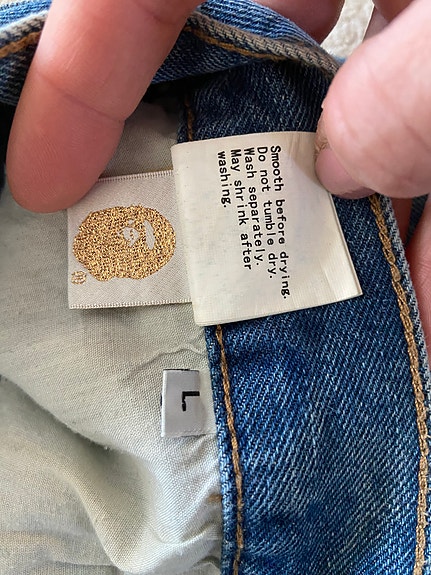 Smooth before drying.
Do not tumble dry.
Wash separately.
May shrink after
washing.
L